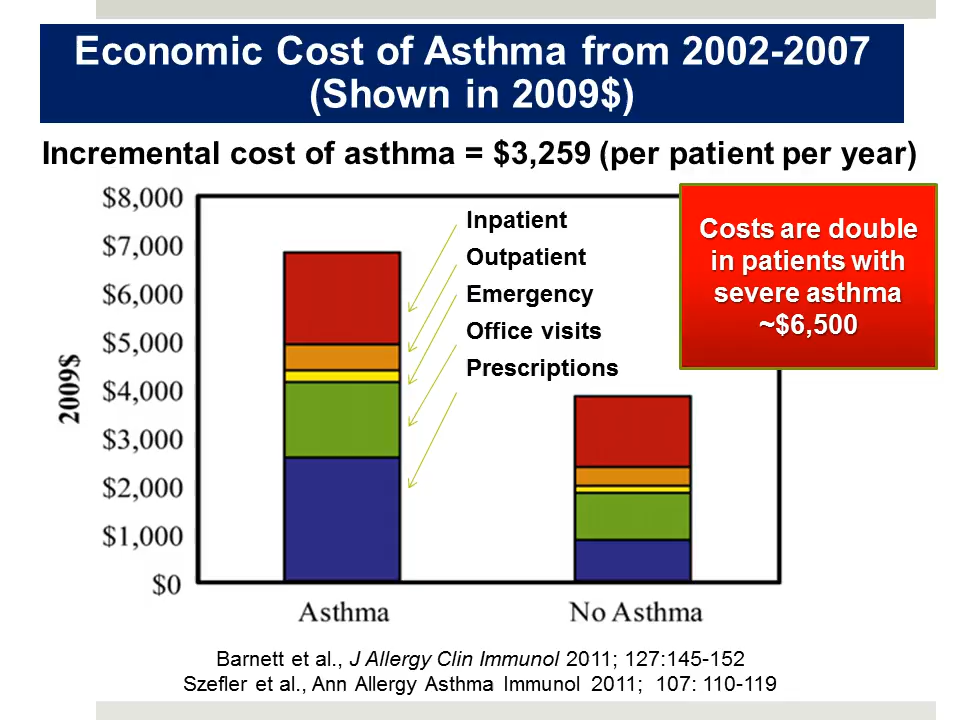 Economic Cost of Asthma from 2002-2007
(Shown in 2009$)
Incremental cost of asthma = $3,259 (per patient per year)
$8,000
$7,000
$6,000
$5,000
$4,000
$3,000
$2,000
$1,000
$0
2009$
Inpatient
Outpatient
Emergency
Office visits
Prescriptions
Costs are double
in patients with
severe asthma
~$6,500
Asthma
No Asthma
Barnett et al., J Allergy Clin Immunol 2011; 127:145-152
Szefler et al., Ann Allergy Asthma Immunol 2011; 107: 110-119